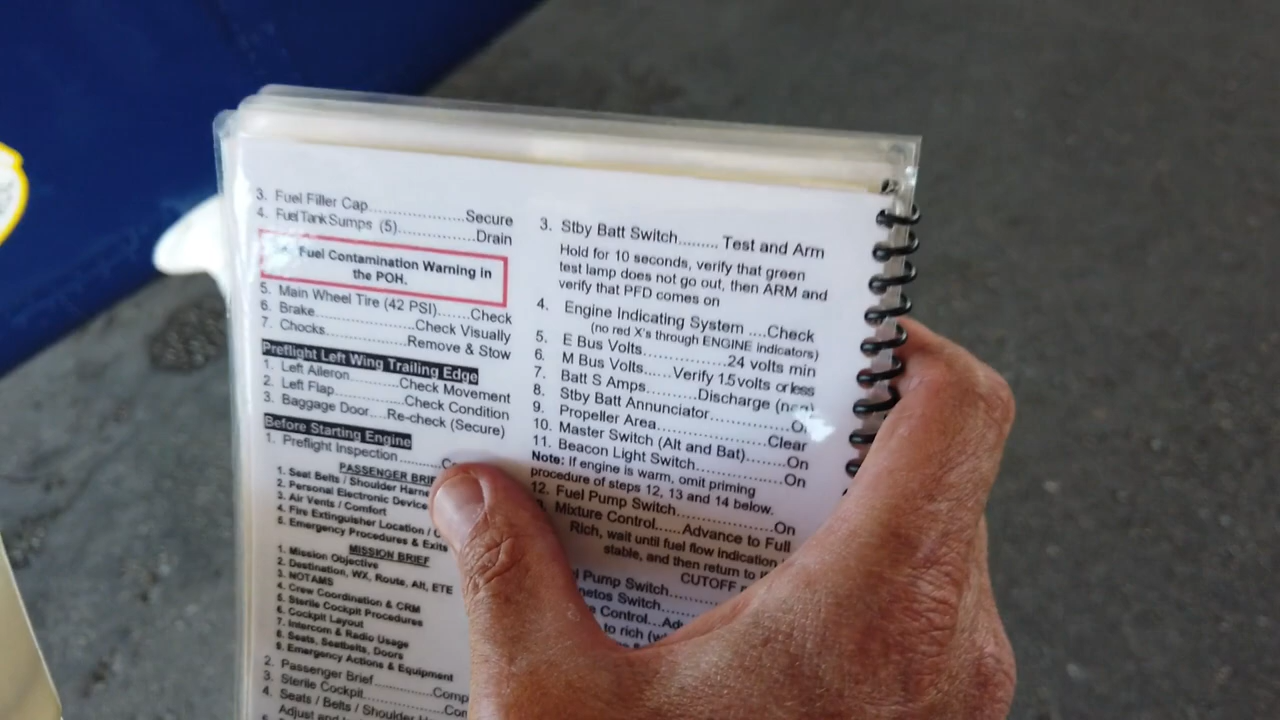 3. Fuel Filler Cap......................Secure
4. Fuel Tank Sumps (5)..................Drain
Fuel Contamination Warning in
the POH.
5. Main Wheel Tire (42 PSI).......Check
6. Brake......................Check Visually
7. Chocks...................Remove & Stow
Preflight Left Wing Trailing Edge
1. Left Aileron...........Check Movement
2. Left Flap................Check Condition
3. Baggage Door....Re-check (Secure)
Before Starting Engine
1. Preflight Inspection
PASSENGER
1. Seat Belts / Shoulder
2. Personal Electronic
3. Air Vents / Comfort
4. Fire Extinguisher Location /
5. Emergency Procedures & Exits
MISSION BRIEF
1. Mission Objective
2. Destination, WX, Route, Alt, ETE
3. NOTAMS
4. Crew Coordination & CRM
5. Sterile Cockpit Procedures
6. Cockpit Layout
7. Intercom & Radio Usage
8. Seats, Seatbelts, Doors
9. Emergency Actions & Equipment
2. Passenger Brief
3. Sterile Cockpit
4. Seats / Belts / Shoulder
Adjust and
3. Stby Batt Switch......... Test and Arm
Hold for 10 seconds, verify that green
test lamp does not go out, then ARM and
verify that PFD comes on
4. Engine Indicating System ....Check
(no red X's through ENGINE indicators)
5. E Bus Volts..................24 volts min
6. M Bus Volts......Verify 1.5 volts or less
7. Batt S Amps............Discharge
8. Stby Batt Annunciator
9. Propeller Area.......................Clear
10. Master Switch (Alt and Bat)........On
11. Beacon Light Switch..................On
Note: If engine is warm, omit priming
procedure of steps 12, 13 and 14 below.
12. Fuel Pump Switch.....................On
Mixture Control......Advance to Full
Rich, wait until fuel flow indication
stable, and then return to
CUTOFF
Pump Switch
Switch
Control
to rich